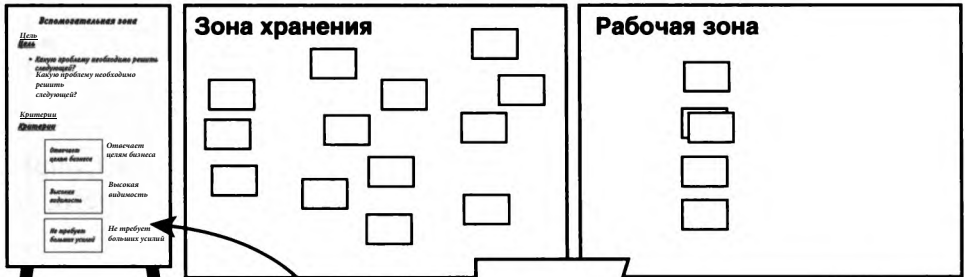 Вспомогательная зона
Цель
Цель
• Какую проблему необходимо решить
следующей?
Какую проблему необходимо
решить
следующей?
Критерии
Критерии
Отвечает
целям бизнеса
Отвечает
целям бизнеса
Высокая
видимость
Высокая
видимость
Не требует
больших усилий
Не требует
больших усилий
Зона хранения
Рабочая зона